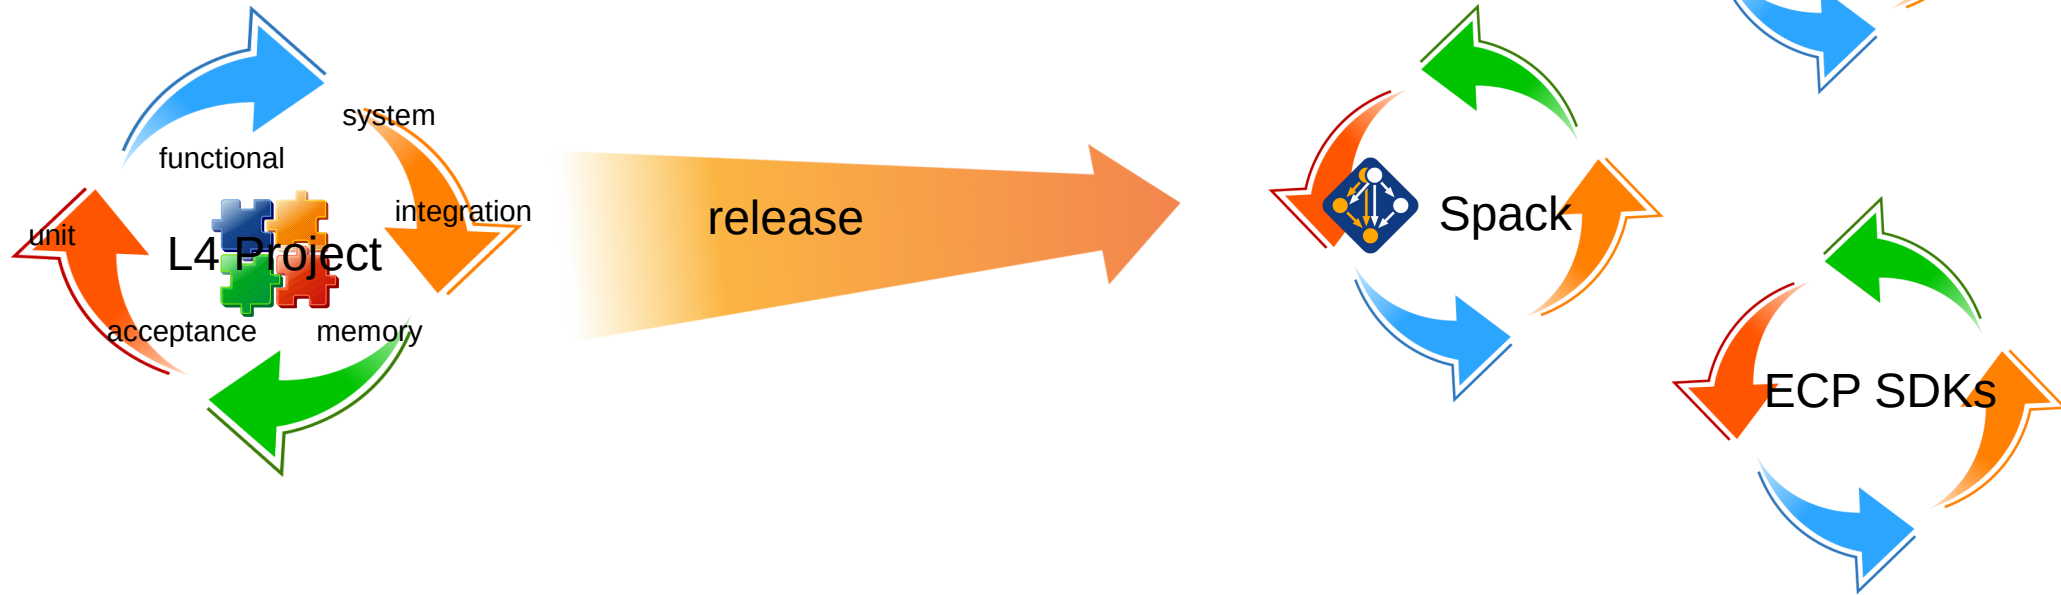 system
functional
integration
unit
L4 Project
acceptance
memory
release
Spack
ECP SDKs